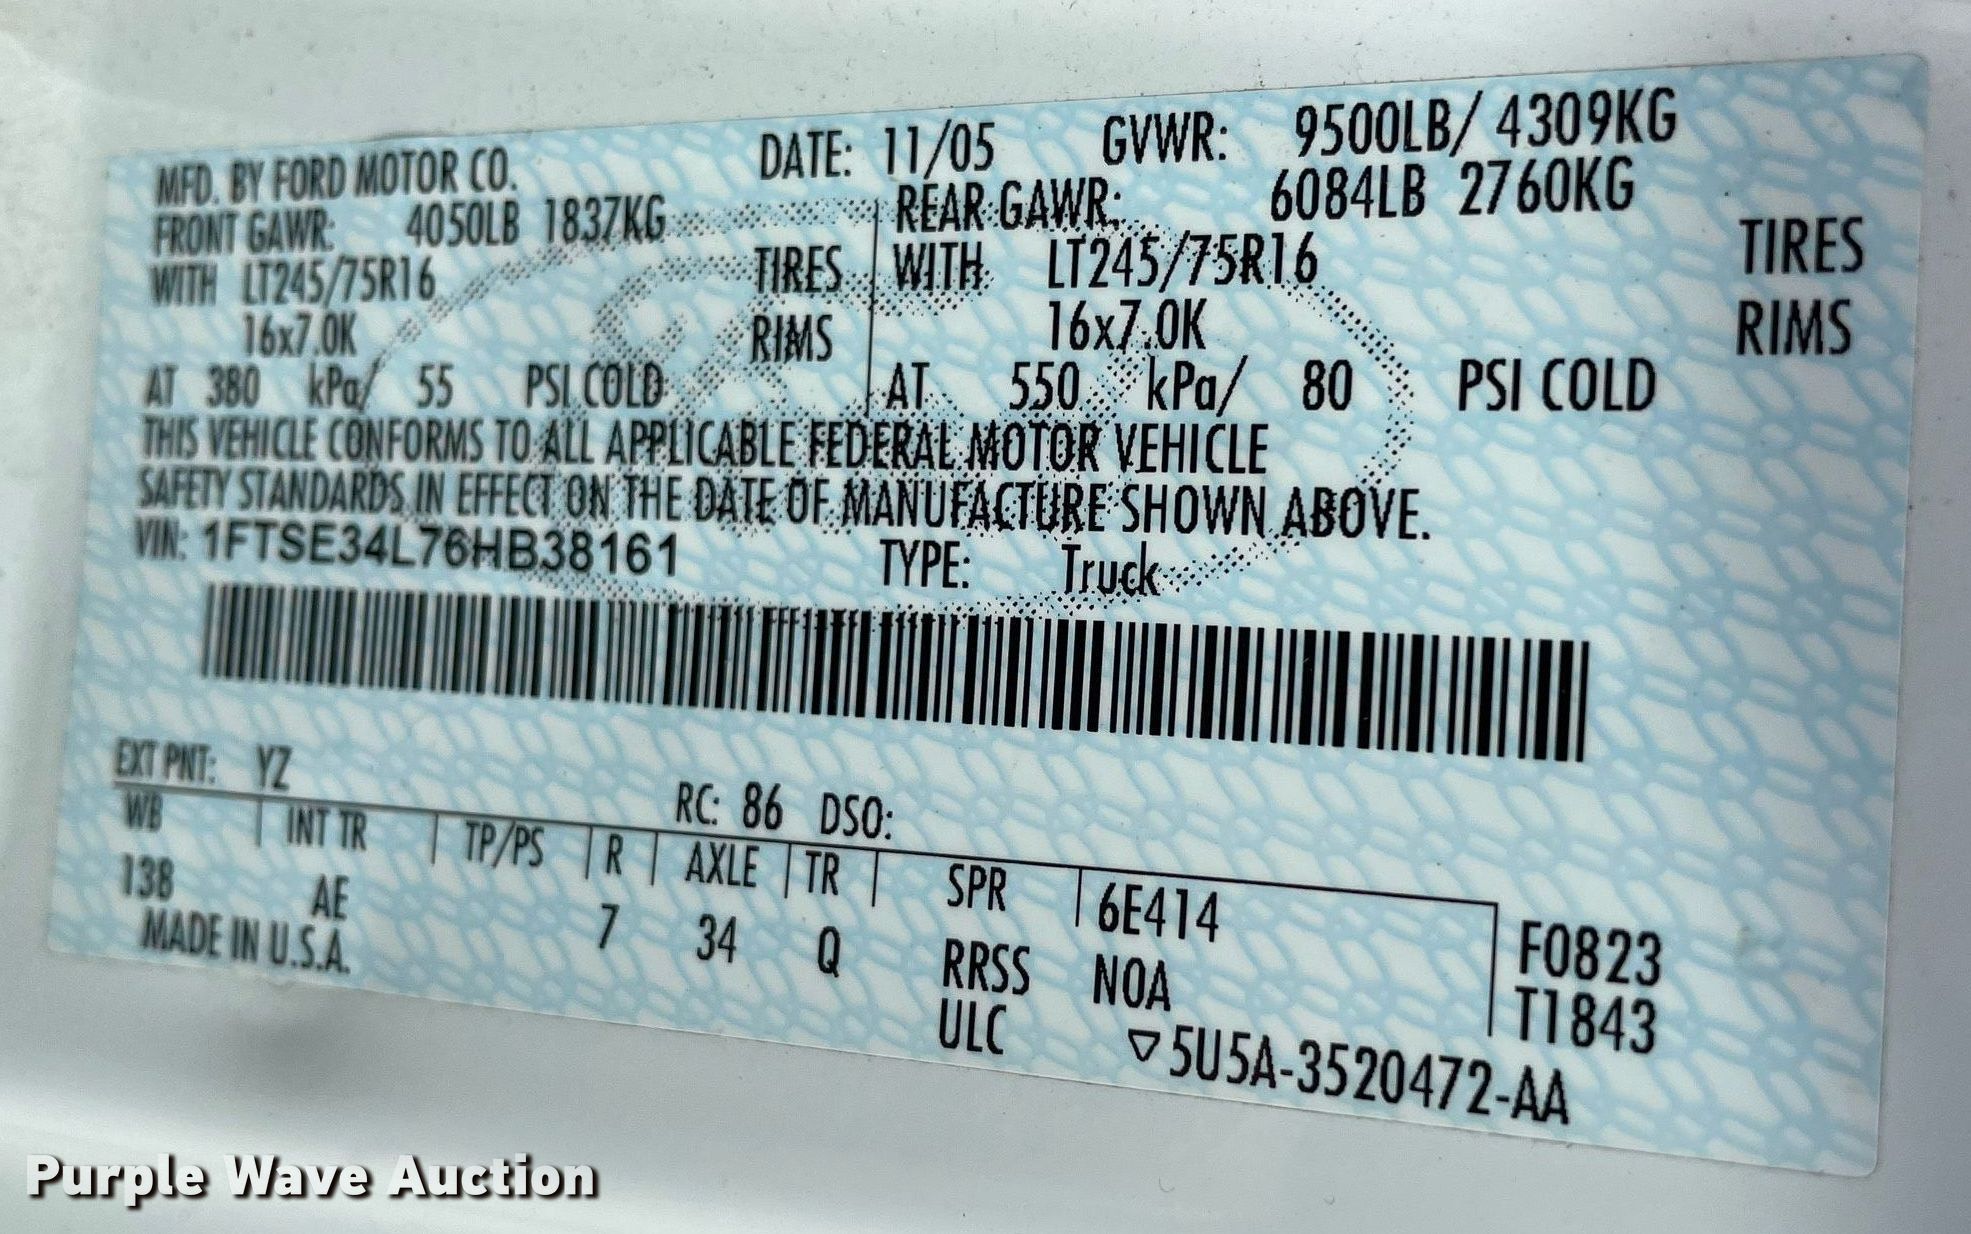 MFD. BY FORD MOTOR CO. DATE: 11/05 GVWR: 9500LB/ 4309KG
FRONT GAWR: 4050LB 1837KG REAR GAWR: 6084LB 2760KG
WITH LT245/75R16 TIRES WITH LT245/75R16 TIRES
16x7.0K RIMS 16x7.0K RIMS
AT 380 kPa/ 55 PSI COLD AT 550 kPa/ 80 PSI COLD
THIS VEHICLE CONFORMS TO ALL APPLICABLE FEDERAL MOTOR VEHICLE
SAFETY STANDARDS IN EFFECT ON THE DATE OF MANUFACTURE SHOWN ABOVE.
VIN: 1FTSE34L76HB38161 TYPE: Truck
EXT PNT: YZ RC: 86 DSO:
WB INT TR TP/PS R AXLE TR SPR 6E414 F0823
138 AE 7 34 Q RRSS NOA T1843
MADE IN U.S.A. ULC ▽5U5A-3520472-AA
Purple Wave Auction